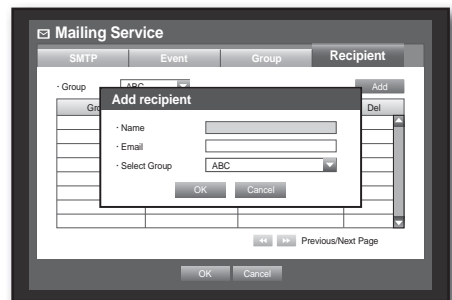 Mailing Service
SMTP Event Group Recipient
· Group ABC Add
Del
Add recipient
· Name
· Email
· Select Group ABC
OK Cancel
Previous/Next Page
OK Cancel